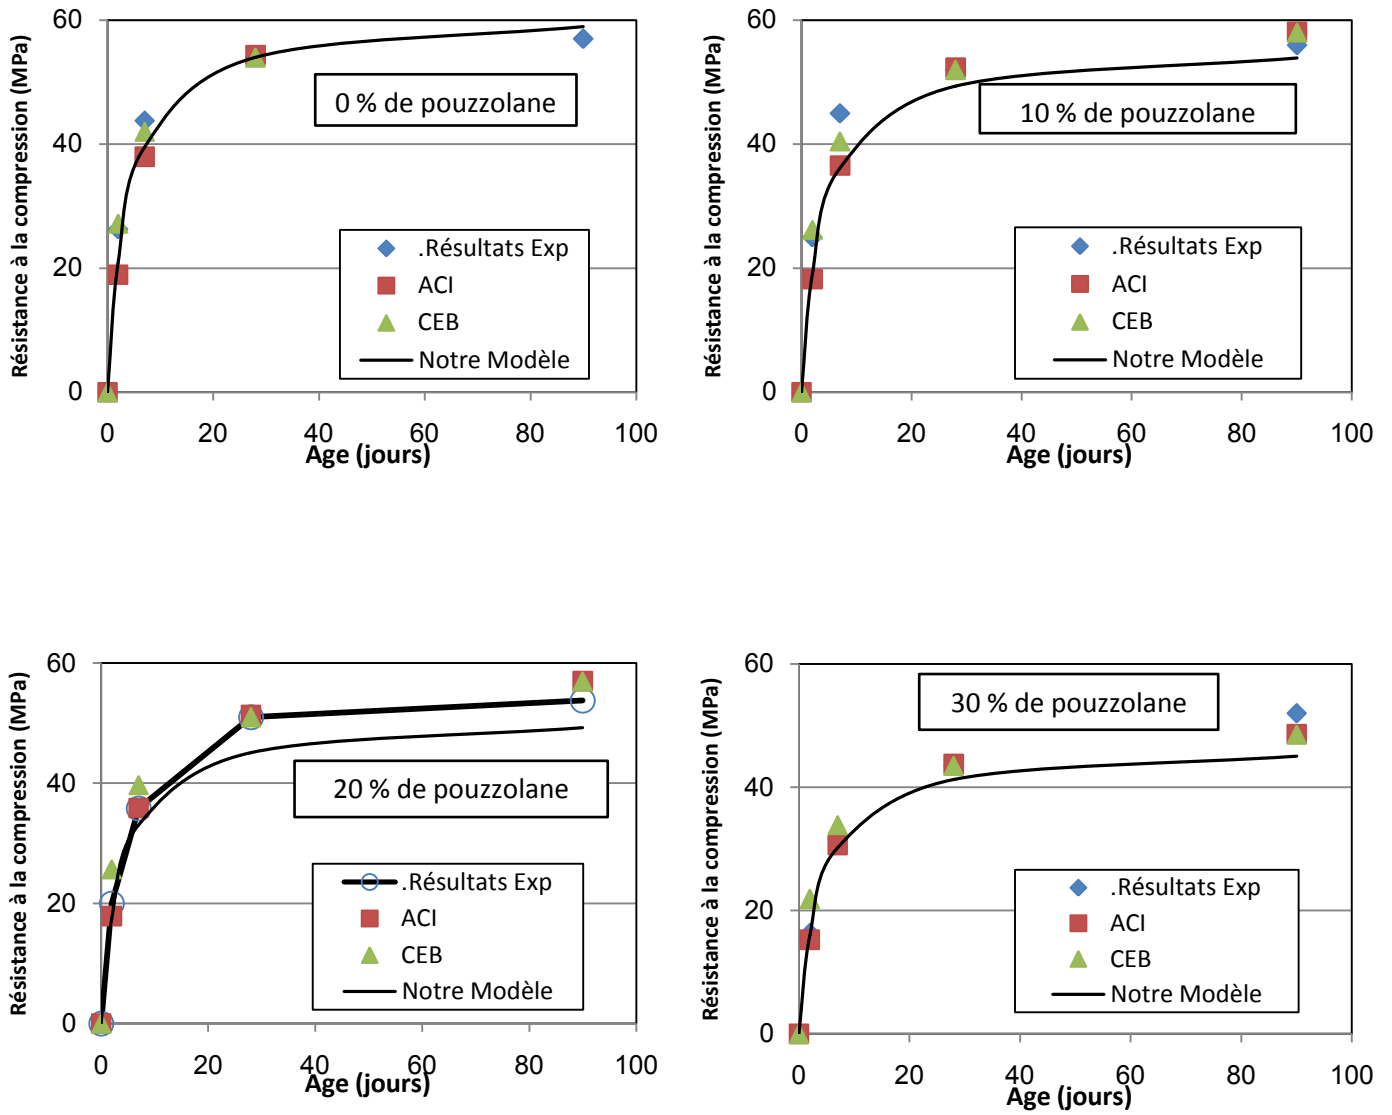 Résistance à la compression (MPa)
60
40
20
0
0 % de pouzzolane
.Résultats Exp
ACI
CEB
Notre Modèle
0 20 40 60 80 100
Age (jours)
Résistance à la compression (MPa)
60
40
20
0
10 % de pouzzolane
.Résultats Exp
ACI
CEB
Notre Modèle
0 20 40 60 80 100
Age (jours)
Résistance à la compression (MPa)
60
40
20
0
20 % de pouzzolane
.Résultats Exp
ACI
CEB
Notre Modèle
0 20 40 60 80 100
Age (jours)
Résistance à la compression (MPa)
60
40
20
0
30 % de pouzzolane
.Résultats Exp
ACI
CEB
Notre Modèle
0 20 40 60 80 100
Age (jours)